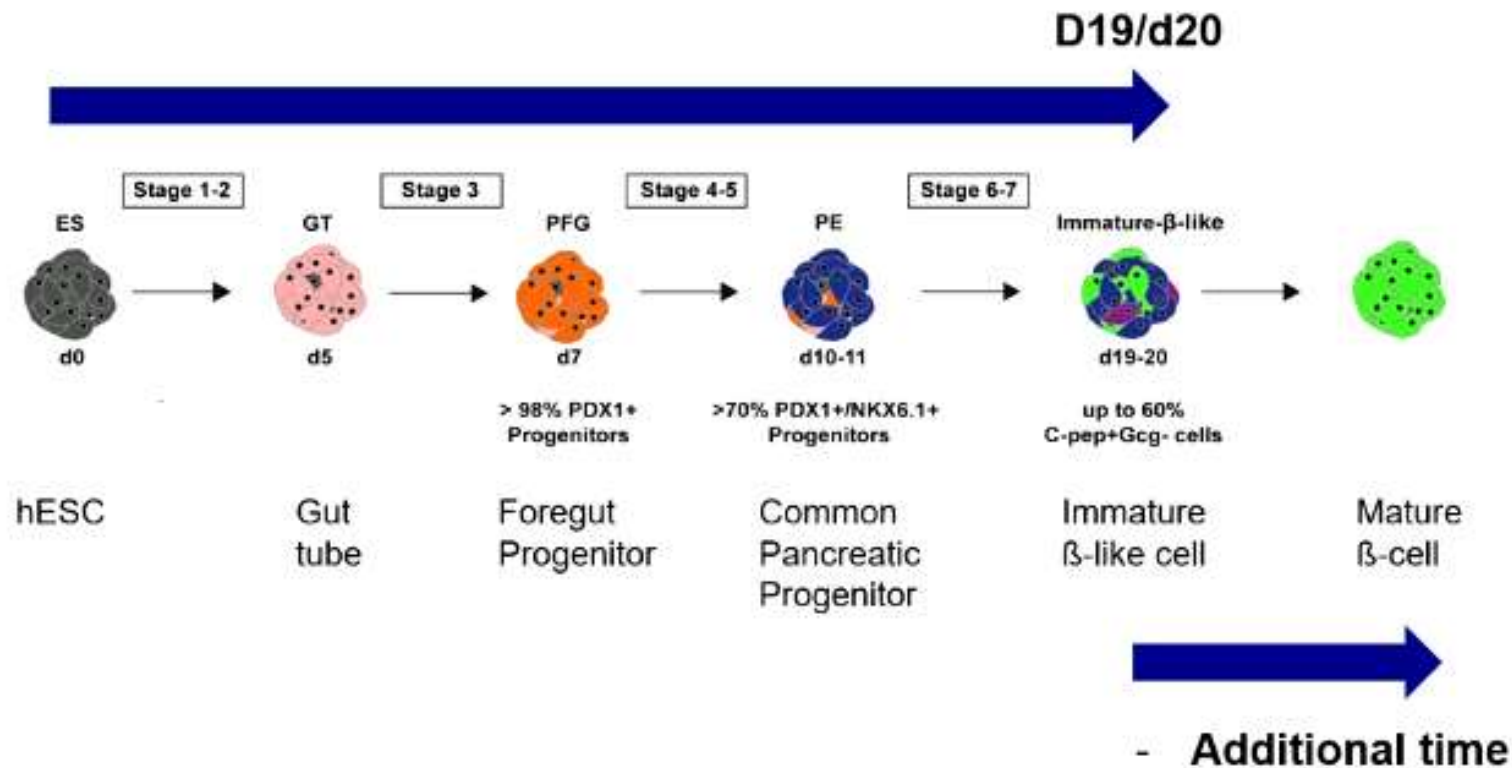 D19/d20
Stage 1-2
Stage 3
Stage 4-5
Stage 6-7
ES
GT
PFG
PE
Immature-β-like
d0
d5
d7
d10-11
d19-20
> 98% PDX1+
Progenitors
>70% PDX1+/NKX6.1+
Progenitors
up to 60%
C-pep+Gcg- cells
hESC
Gut
tube
Foregut
Progenitor
Common
Pancreatic
Progenitor
Immature
ß-like cell
Mature
ß-cell
- Additional time